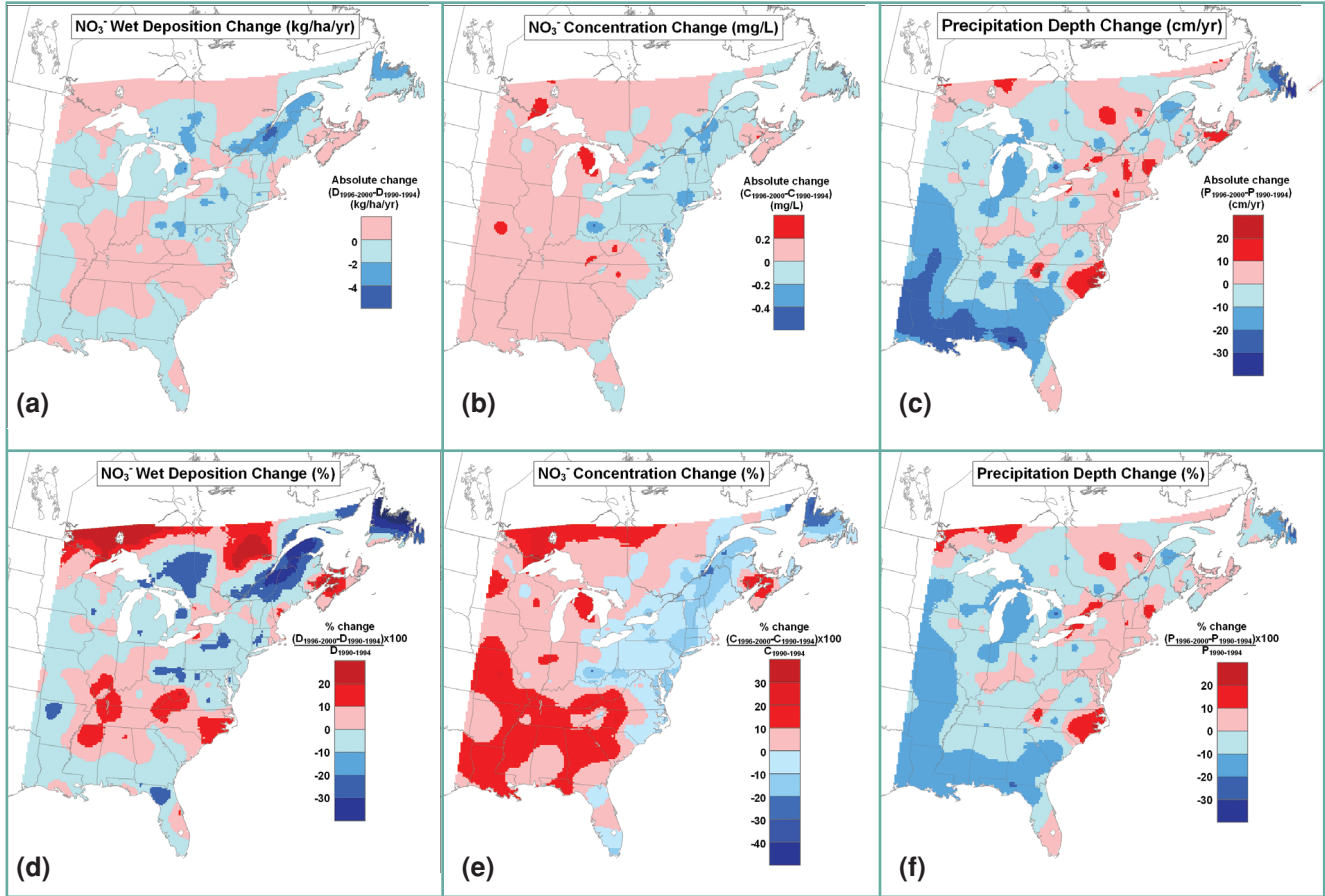 NO₃⁻ Wet Deposition Change (kg/ha/yr)
Absolute change
(D₁₉₉₆₋₂₀₀₀-D₁₉₉₀₋₁₉₉₄)
(kg/ha/yr)
0
-2
-4
(a)
NO₃⁻ Concentration Change (mg/L)
Absolute change
(C₁₉₉₆₋₂₀₀₀-C₁₉₉₀₋₁₉₉₄)
(mg/L)
0.2
0
-0.2
-0.4
(b)
Precipitation Depth Change (cm/yr)
Absolute change
(P₁₉₉₆₋₂₀₀₀-P₁₉₉₀₋₁₉₉₄)
(cm/yr)
20
10
0
-10
-20
-30
(c)
NO₃⁻ Wet Deposition Change (%)
% change
(D₁₉₉₆₋₂₀₀₀-D₁₉₉₀₋₁₉₉₄)x100
D₁₉₉₀₋₁₉₉₄
20
10
0
-10
-20
-30
(d)
NO₃⁻ Concentration Change (%)
% change
(C₁₉₉₆₋₂₀₀₀-C₁₉₉₀₋₁₉₉₄)x100
C₁₉₉₀₋₁₉₉₄
30
20
10
0
-10
-20
-30
-40
(e)
Precipitation Depth Change (%)
% change
(P₁₉₉₆₋₂₀₀₀-P₁₉₉₀₋₁₉₉₄)x100
P₁₉₉₀₋₁₉₉₄
20
10
0
-10
-20
-30
(f)